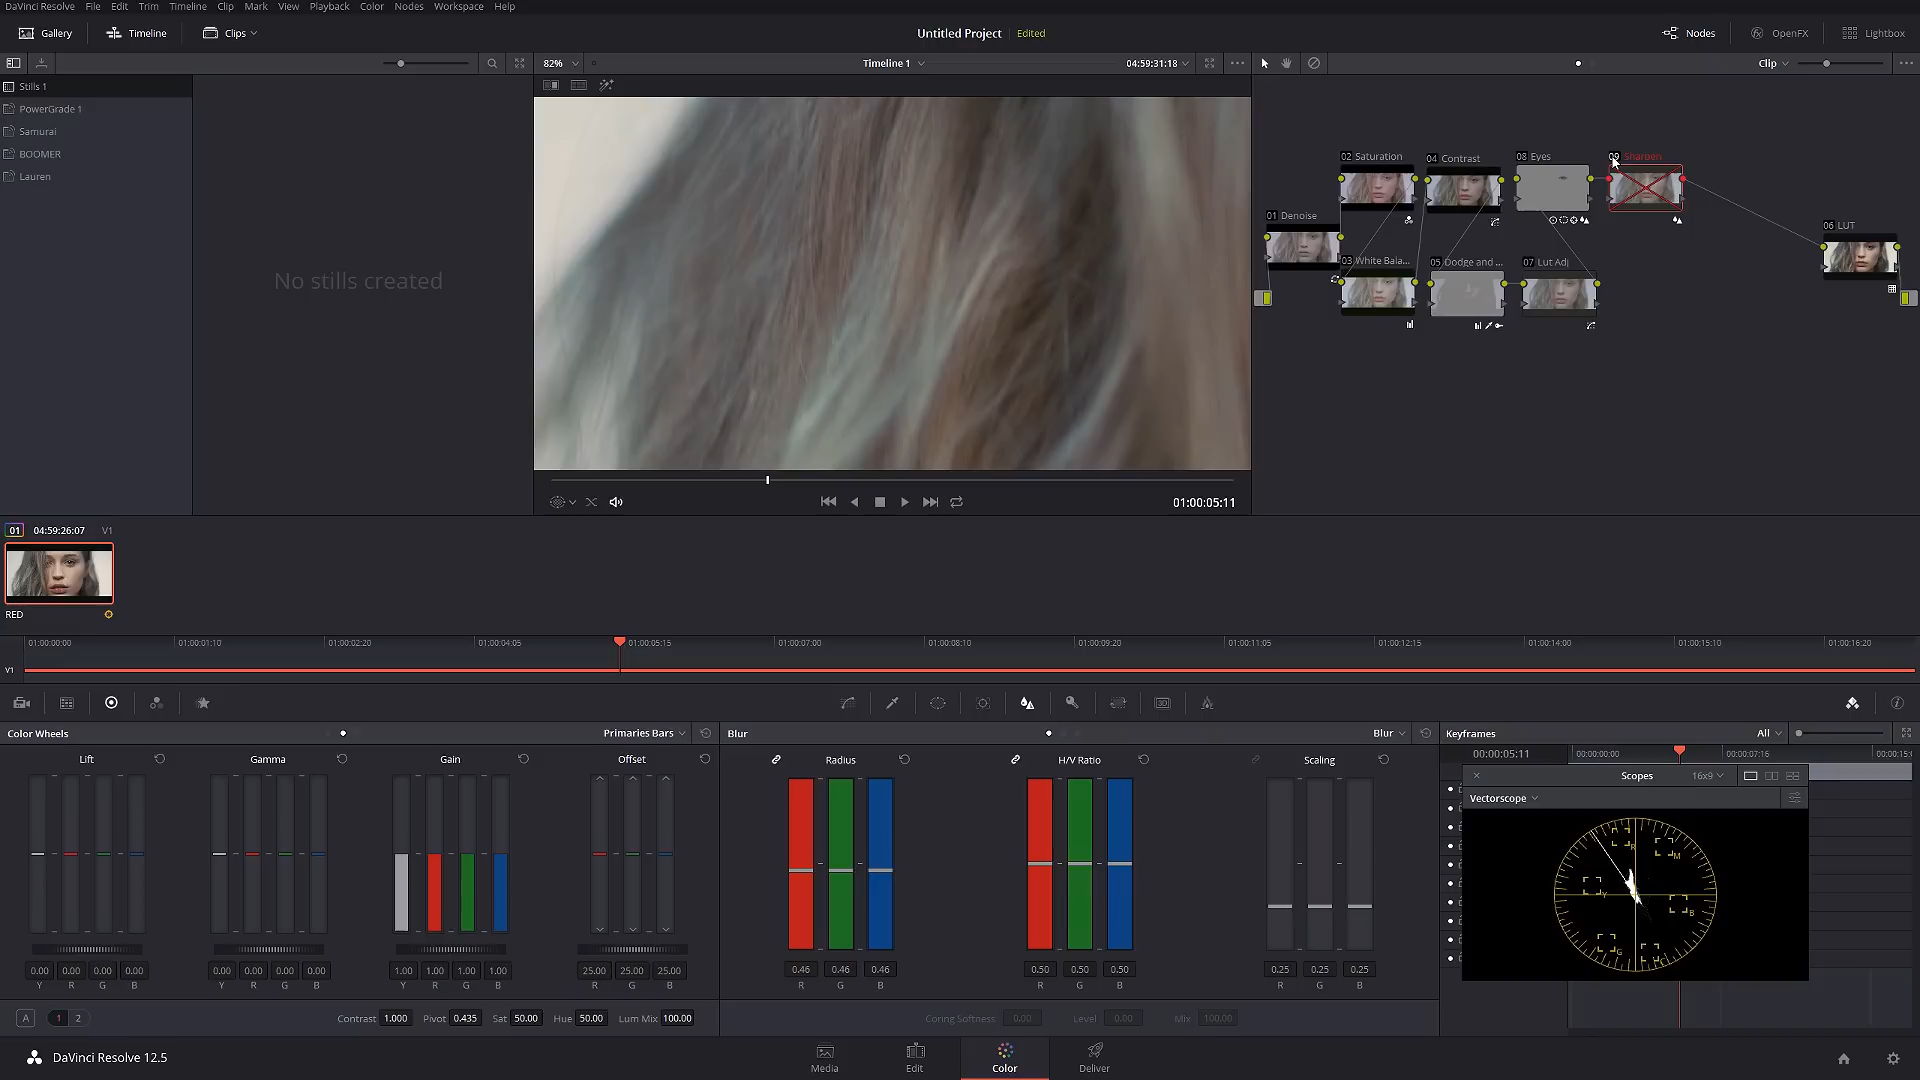 DaVinci Resolve File Edit Trim Timeline Clip Mark View Playback Color Nodes Workspace Help
Gallery Timeline Clips Untitled Project Edited Nodes OpenFX Lightbox
82% Timeline 1 04:59:31:18 Clip
Stills 1
PowerGrade 1
Samurai
BOOMER
Lauren
No stills created
02 Saturation 04 Contrast 08 Eyes 09 Sharpen
01 Denoise 06 LUT
03 White Bala... 05 Dodge and ... 07 Lut Adj
01:00:05:11
01 04:59:26:07 V1
RED
01:00:00:00 01:00:01:10 01:00:02:20 01:00:04:05 01:00:05:15 01:00:07:00 01:00:08:10 01:00:09:20 01:00:11:05 01:00:12:15 01:00:14:00 01:00:15:10 01:00:16:20
V1
Color Wheels Primaries Bars Blur Blur Keyframes All
Lift Gamma Gain Offset Radius H/V Ratio Scaling
00:00:05:11 00:00:00:00 00:00:07:16
Scopes 16x9
Vectorscope
R M Y B G C
0.00 0.00 0.00 0.00 0.00 0.00 0.00 0.00 1.00 1.00 1.00 1.00 25.00 25.00 25.00 0.46 0.46 0.46 0.50 0.50 0.50 0.25 0.25 0.25
Y R G B Y R G B Y R G B R G B R G B R G B R G B
A 1 2 Contrast 1.000 Pivot 0.435 Sat 50.00 Hue 50.00 Lum Mix 100.00 Coring Softness 0.00 Level 0.00 Mix 100.00
DaVinci Resolve 12.5 Media Edit Color Deliver